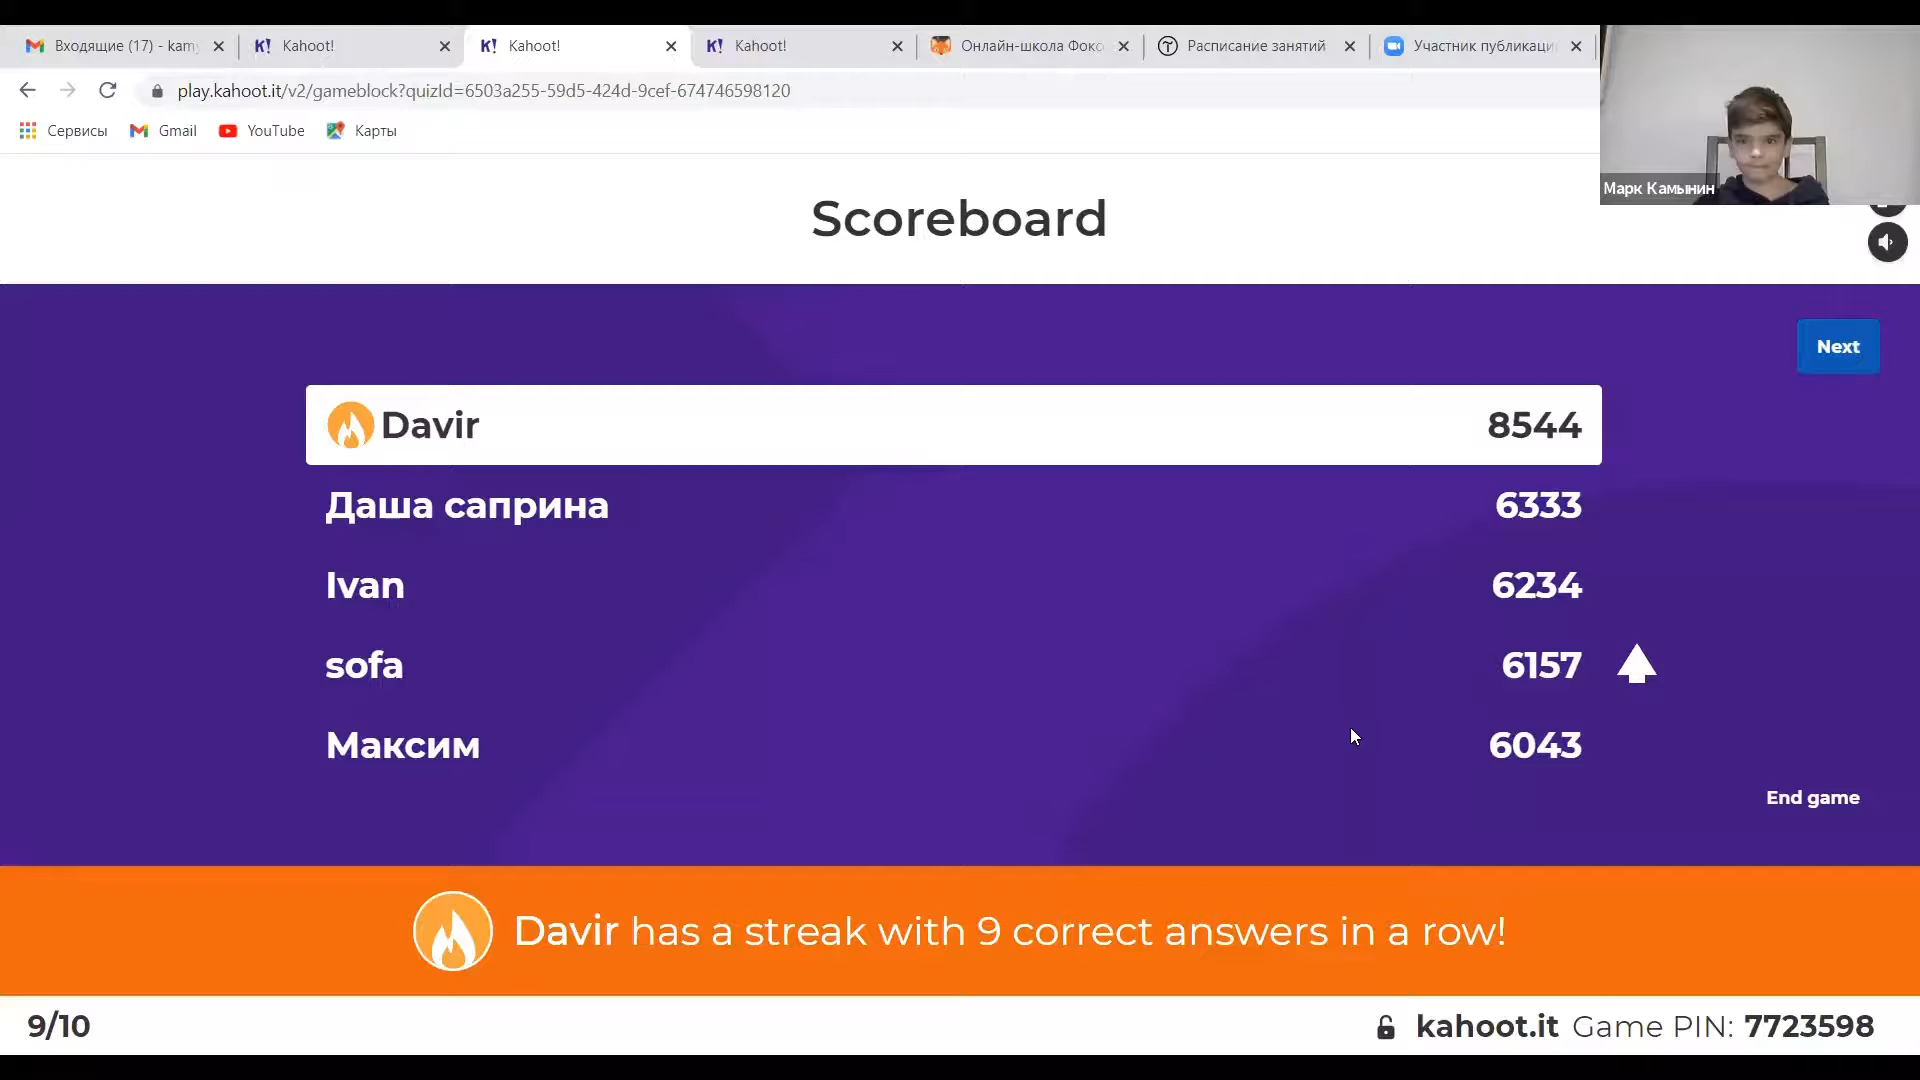 Входящие (17) - kam
Kahoot!
Kahoot!
Kahoot!
Онлайн-школа Фокс
Расписание занятий
Участник публикаци
play.kahoot.it/v2/gameblock?quizId=6503a255-59d5-424d-9cef-674746598120
Сервисы
Gmail
YouTube
Карты
Марк Камынин
Scoreboard
Next
Davir 8544
Даша саприна 6333
Ivan 6234
sofa 6157
Максим 6043
End game
Davir has a streak with 9 correct answers in a row!
9/10
kahoot.it Game PIN: 7723598